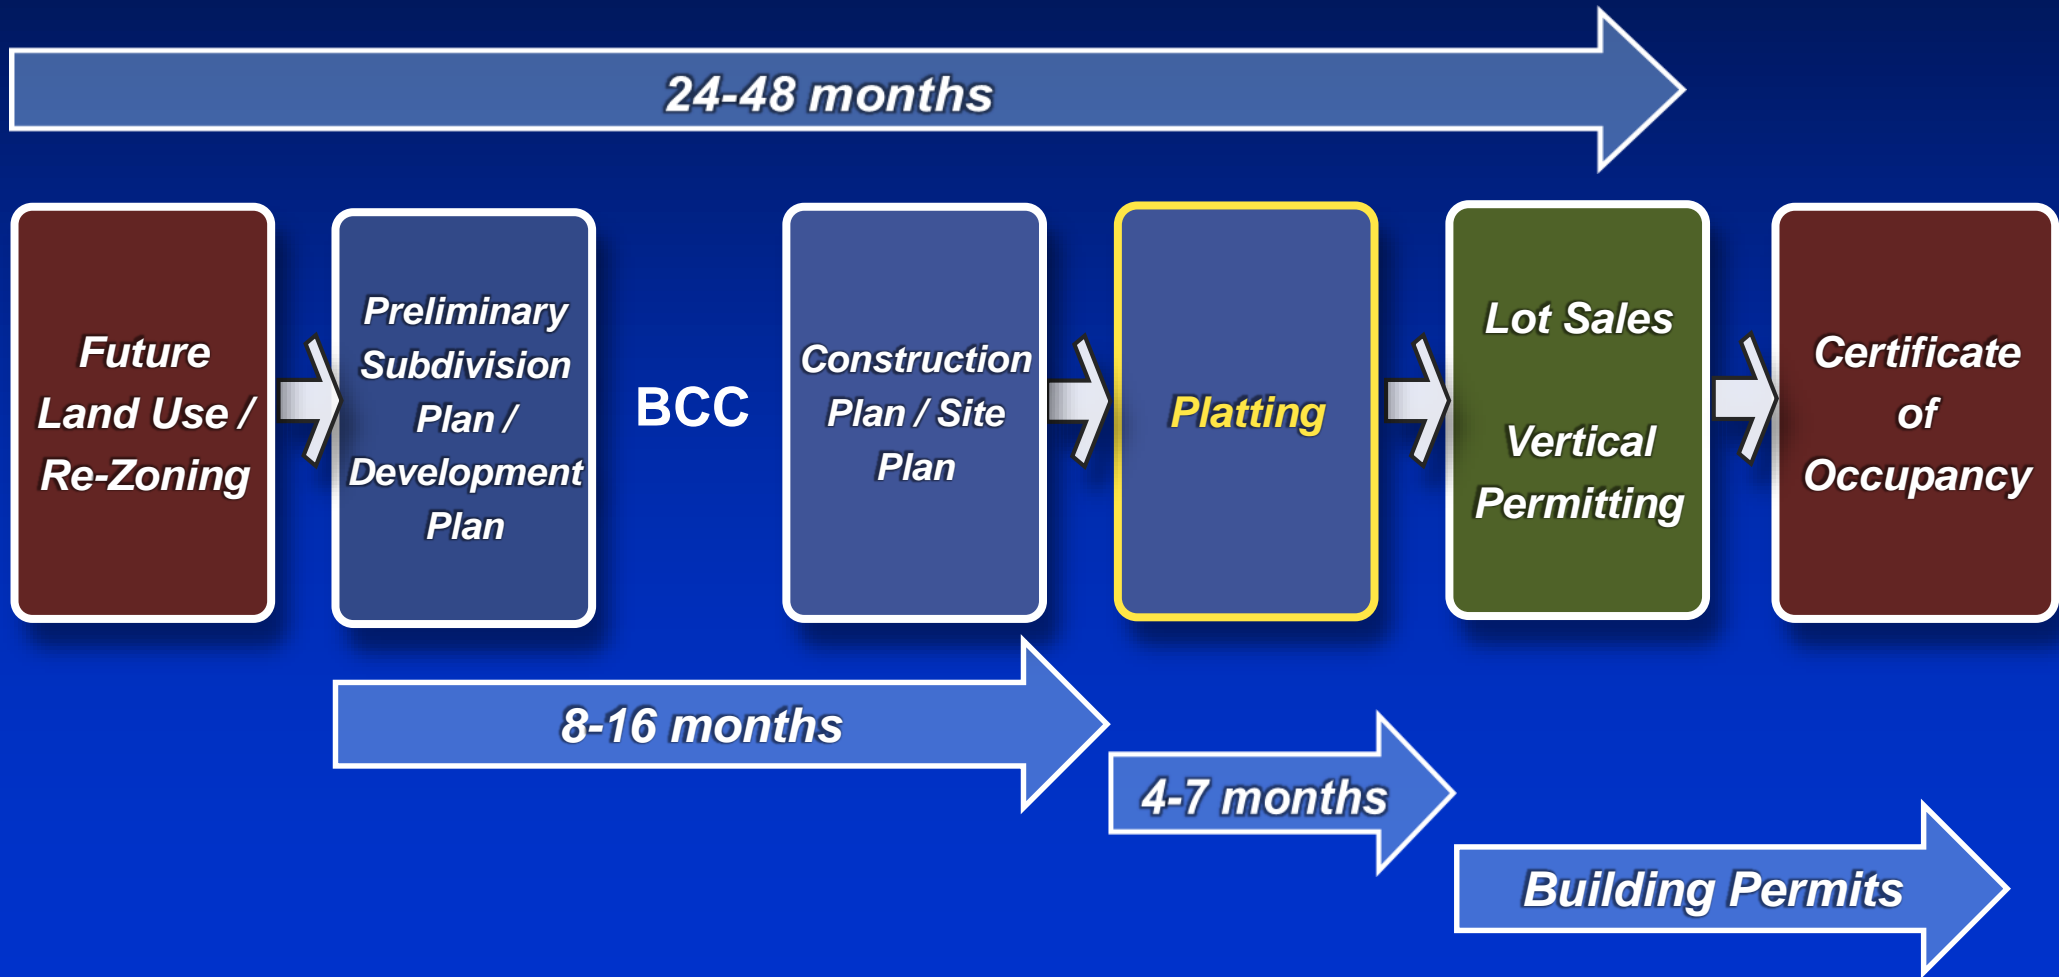 24-48 months
Future
Land Use /
Re-Zoning
Preliminary
Subdivision
Plan /
Development
Plan
BCC
Construction
Plan / Site
Plan
Platting
Lot Sales
Vertical
Permitting
Certificate
of
Occupancy
8-16 months
4-7 months
Building Permits